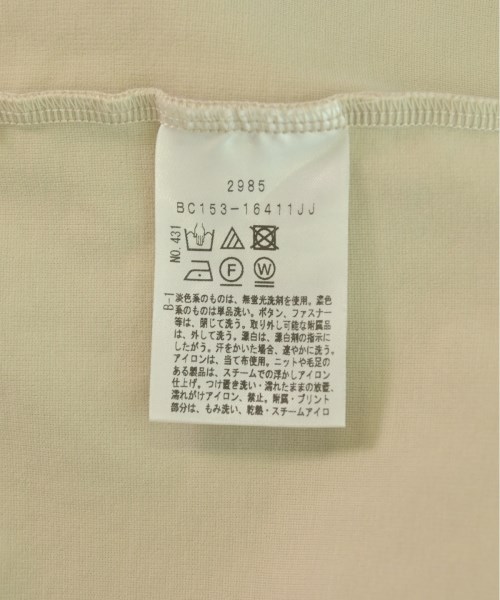 2985
BC153-16411JJ
NO.431
F
W
B-1
淡色系のものは、無蛍光洗剤を使用。濃色
系のものは単品洗い。ボタン、ファスナー
等は、閉じて洗う。取り外し可能な附属品
は、外して洗う。漂白は、漂白剤の指示に
したがう。汗をかいた場合、速やかに洗う。
アイロンは、当て布使用。ニットや毛足の
ある製品は、スチームでの浮かしアイロン
仕上げ。つけ置き洗い・濡れたままの放置、
濡れがけアイロン、禁止。附属・プリント
部分は、もみ洗い、乾熱・スチームアイロ